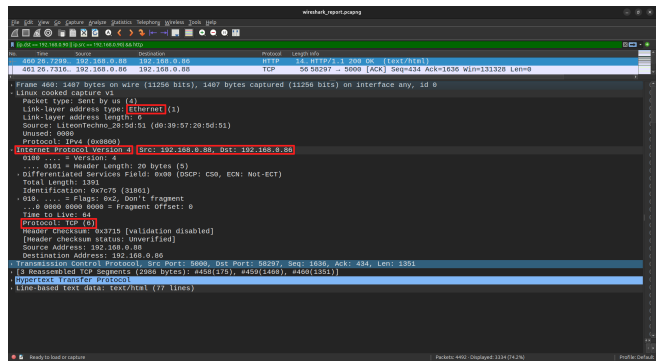 wireshark_report.pcapng
File Edit View Go Capture Analyze Statistics Telephony Wireless Tools Help
No. Time Source Destination Protocol Length Info
460 26.7299… 192.168.0.88 192.168.0.86 HTTP 14… HTTP/1.1 200 OK (text/html)
461 26.7316… 192.168.0.86 192.168.0.88 TCP 56 58297 → 5000 [ACK] Seq=434 Ack=1636 Win=131328 Len=0
Frame 460: 1407 bytes on wire (11256 bits), 1407 bytes captured (11256 bits) on interface any, id 0
Linux cooked capture v1
Packet type: Sent by us (4)
Link-layer address type: Ethernet (1)
Link-layer address length: 6
Source: LiteonTechno_20:5d:51 (d0:39:57:20:5d:51)
Unused: 0000
Protocol: IPv4 (0x0800)
Internet Protocol Version 4, Src: 192.168.0.88, Dst: 192.168.0.86
0100 .... = Version: 4
.... 0101 = Header Length: 20 bytes (5)
Differentiated Services Field: 0x00 (DSCP: CS0, ECN: Not-ECT)
Total Length: 1391
Identification: 0x7c75 (31861)
010. .... = Flags: 0x2, Don't fragment
...0 0000 0000 0000 = Fragment Offset: 0
Time to Live: 64
Protocol: TCP (6)
Header Checksum: 0x3715 [validation disabled]
[Header checksum status: Unverified]
Source Address: 192.168.0.88
Destination Address: 192.168.0.86
Transmission Control Protocol, Src Port: 5000, Dst Port: 58297, Seq: 1636, Ack: 434, Len: 1351
[3 Reassembled TCP Segments (2986 bytes): #458(175), #459(1460), #460(1351)]
Hypertext Transfer Protocol
Line-based text data: text/html (77 lines)
Ready to load or capture
Packets: 4492 · Displayed: 3334 (74.2%)
Profile: Default